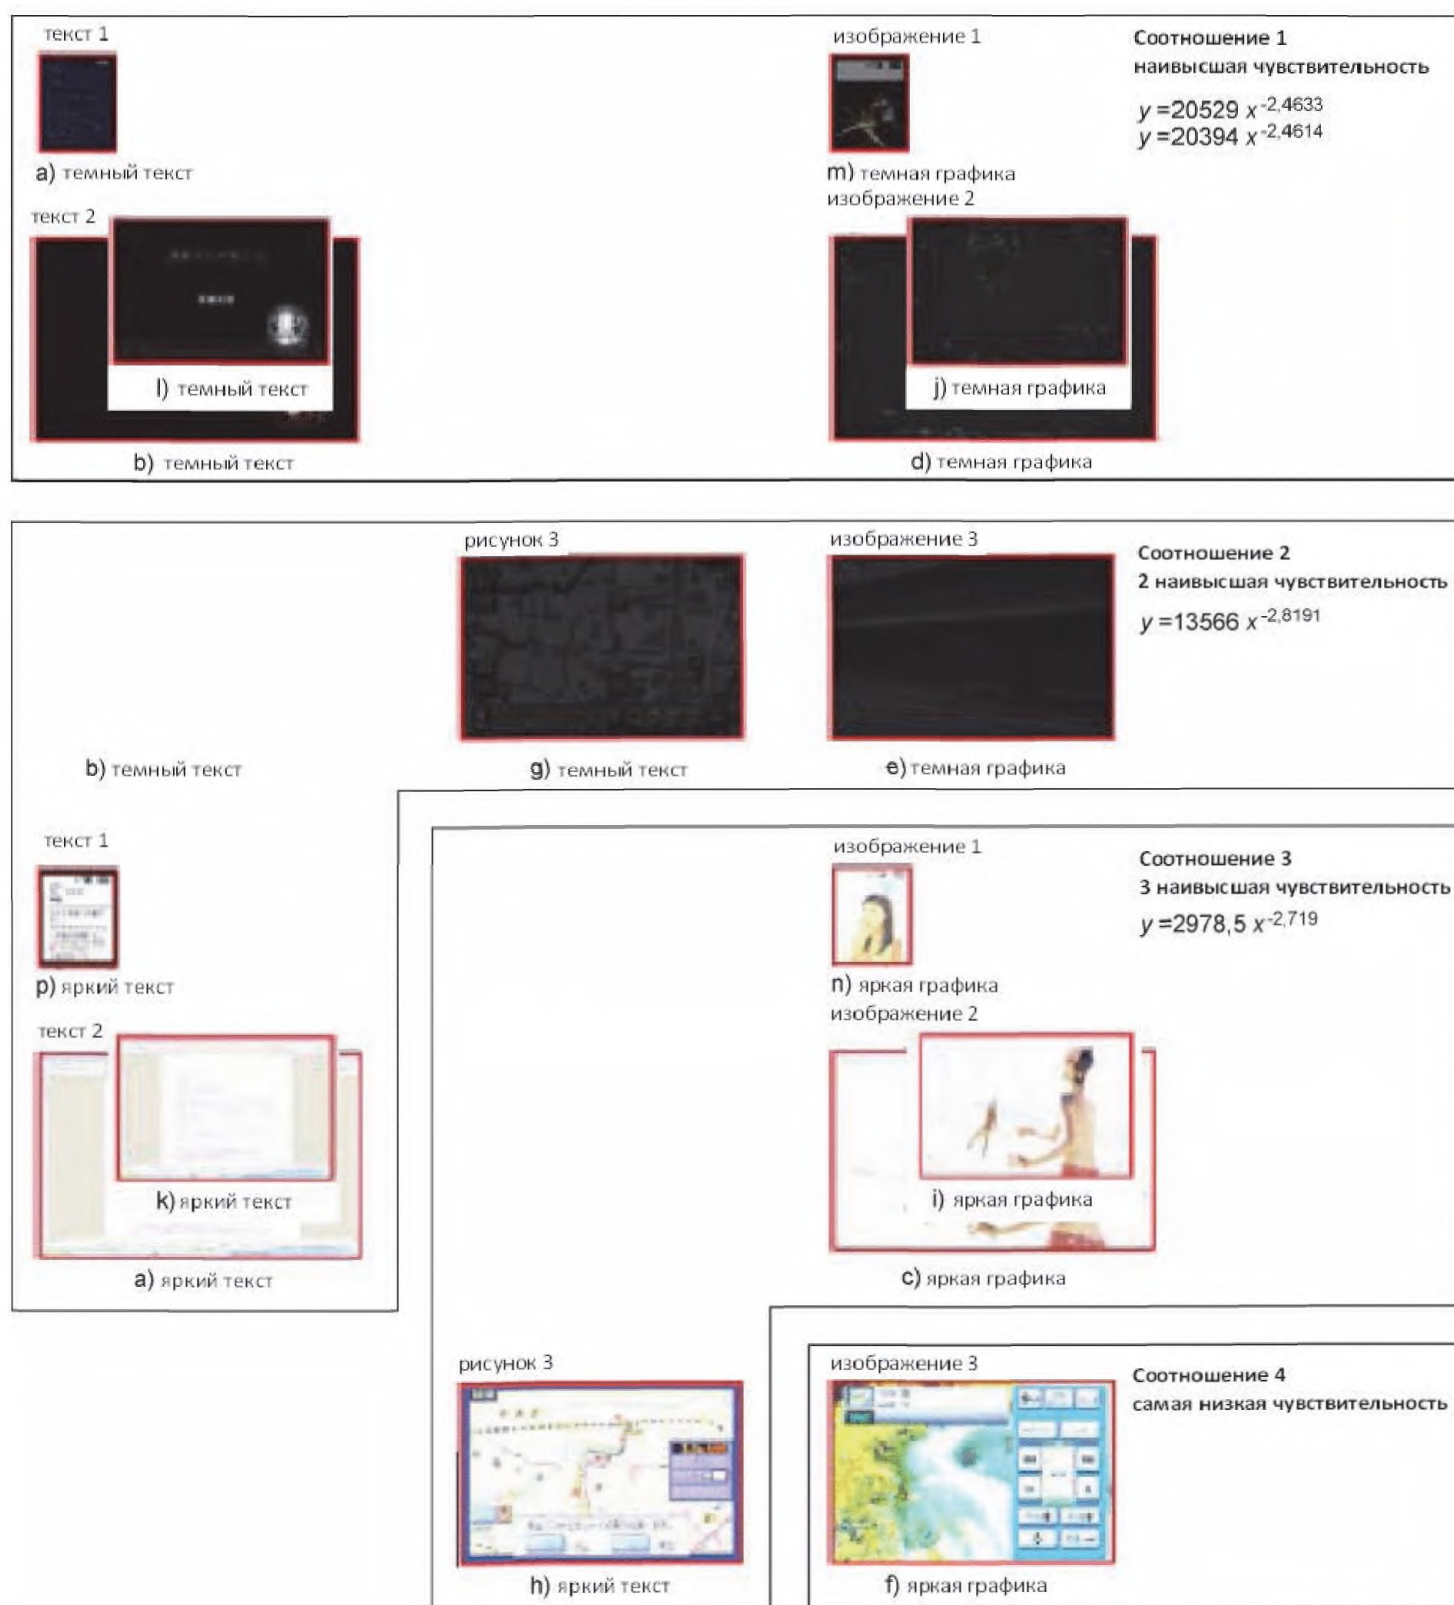 текст 1
изображение 1
Соотношение 1
наивысшая чувствительность
y =20529 x^-2,4633
y =20394 x^-2,4614
a) темный текст
m) темная графика
текст 2
изображение 2
l) темный текст
j) темная графика
b) темный текст
d) темная графика
рисунок 3
изображение 3
Соотношение 2
2 наивысшая чувствительность
y =13566 x^-2,8191
b) темный текст
g) темный текст
e) темная графика
текст 1
изображение 1
Соотношение 3
3 наивысшая чувствительность
y =2978,5 x^-2,719
p) яркий текст
n) яркая графика
текст 2
изображение 2
k) яркий текст
i) яркая графика
a) яркий текст
c) яркая графика
рисунок 3
изображение 3
Соотношение 4
самая низкая чувствительность
h) яркий текст
f) яркая графика